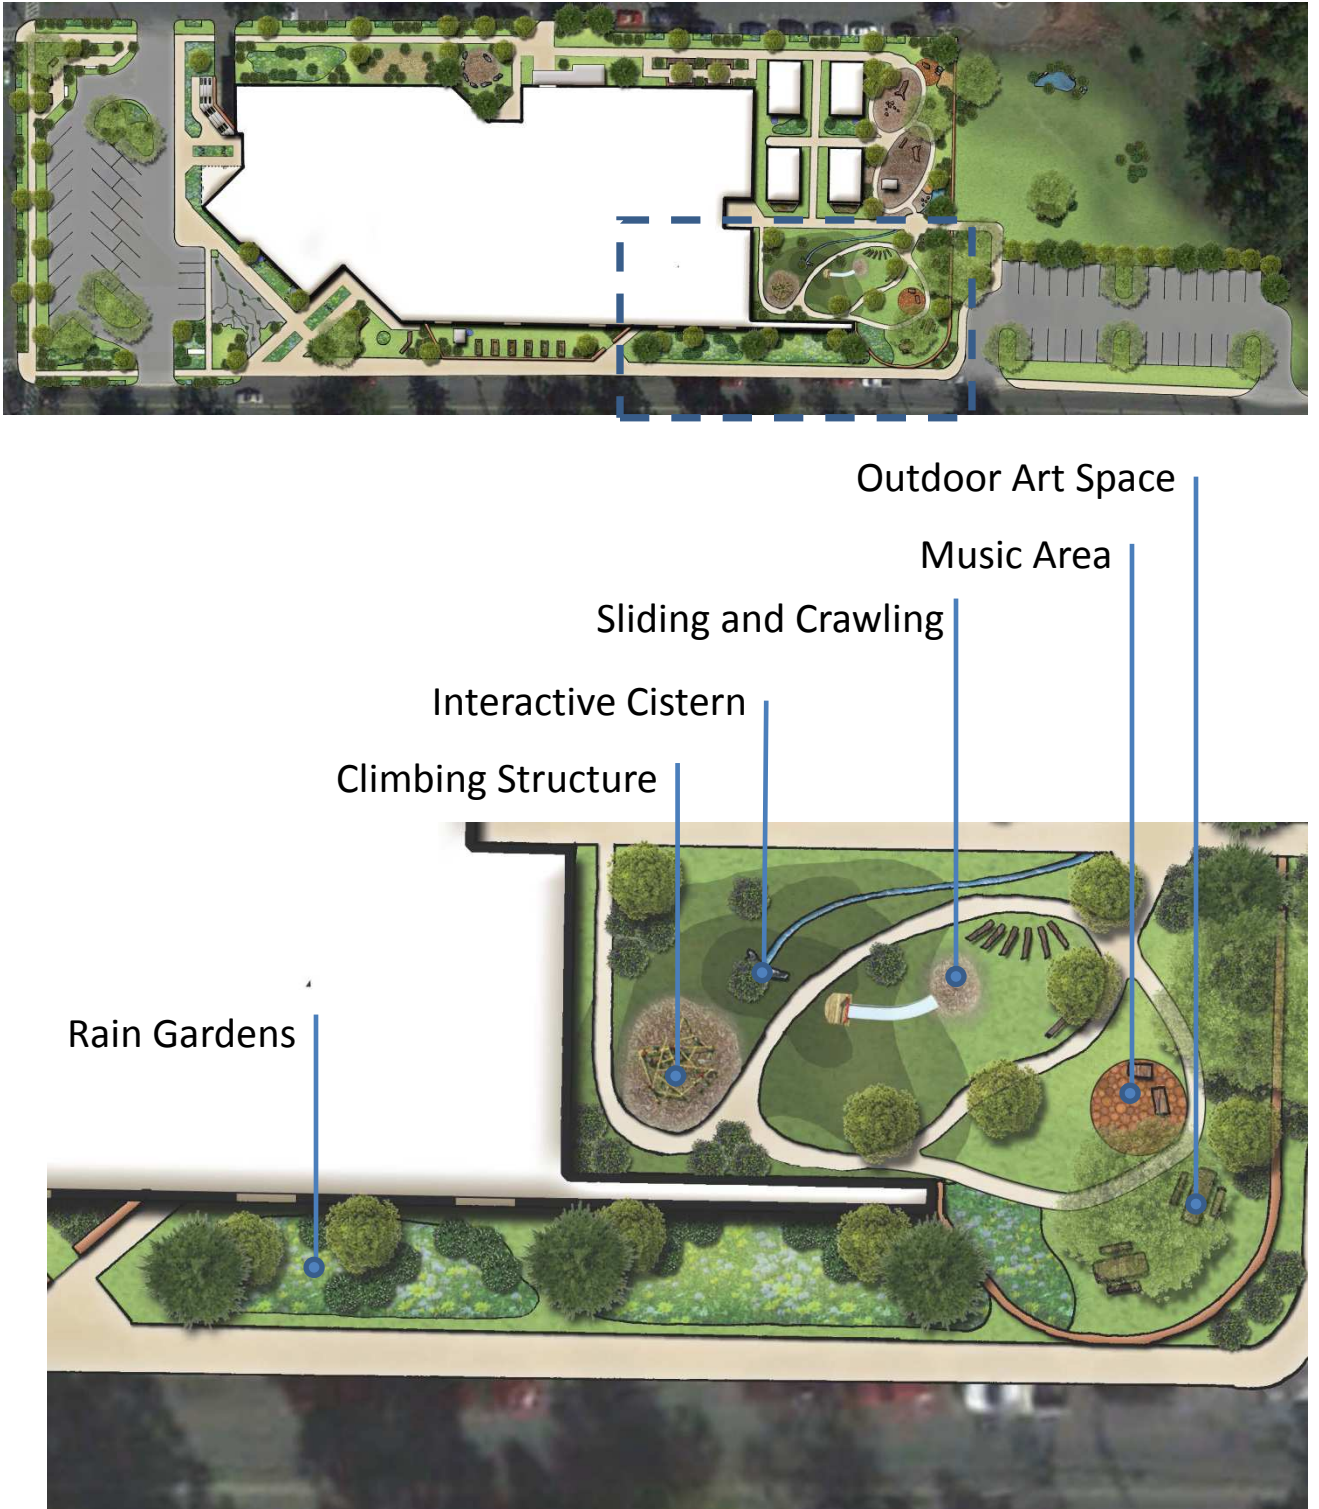 Outdoor Art Space
Music Area
Sliding and Crawling
Interactive Cistern
Climbing Structure
Rain Gardens